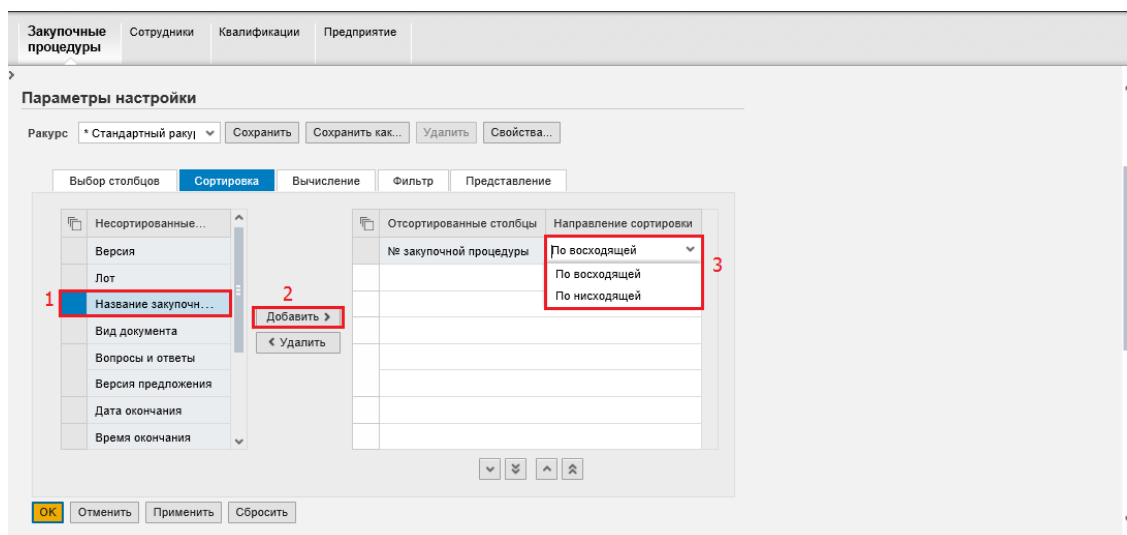 Закупочные процедуры
Сотрудники
Квалификации
Предприятие
Параметры настройки
Ракурс
* Стандартный ракур
Сохранить
Сохранить как...
Удалить
Свойства...
Выбор столбцов
Сортировка
Вычисление
Фильтр
Представление
Несортированные...
Версия
Лот
1
Название закупочн...
Вид документа
Вопросы и ответы
Версия предложения
Дата окончания
Время окончания
2
Добавить
Удалить
Отсортированные столбцы
Направление сортировки
№ закупочной процедуры
По восходящей
По восходящей
По нисходящей
3
OK
Отменить
Применить
Сбросить